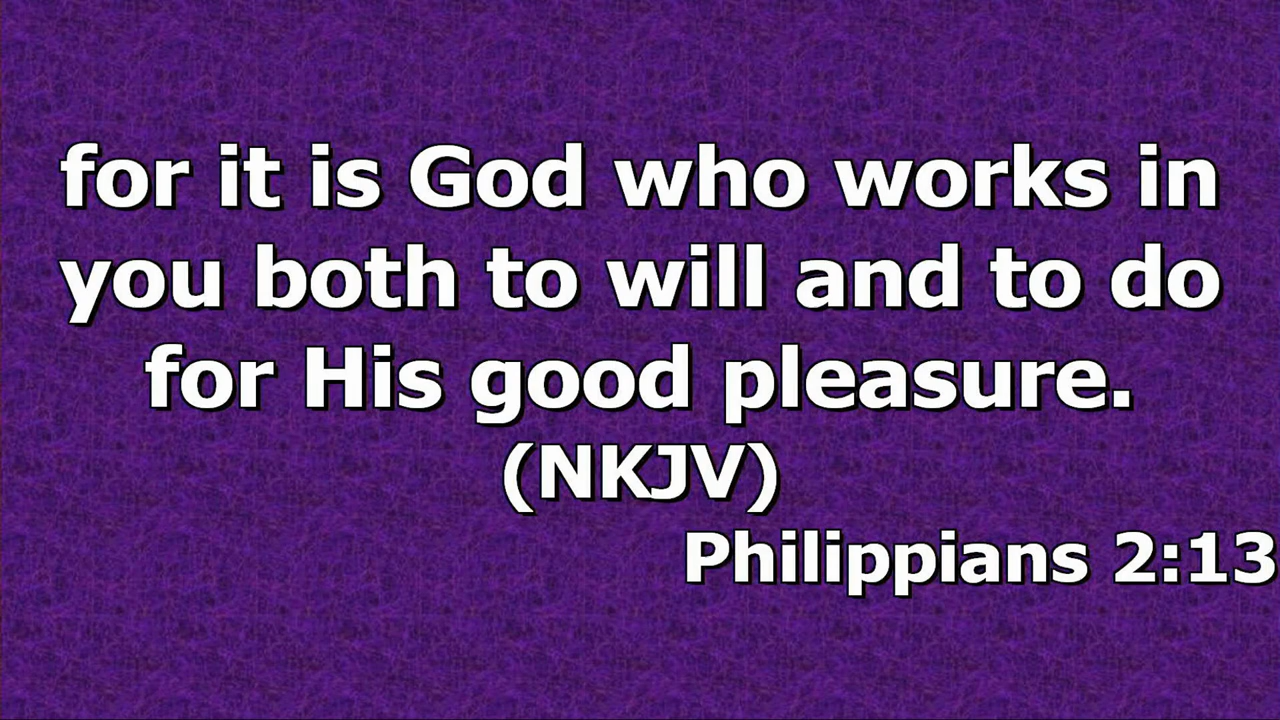 for it is God who works in
you both to will and to do
for His good pleasure.
(NKJV)
Philippians 2:13